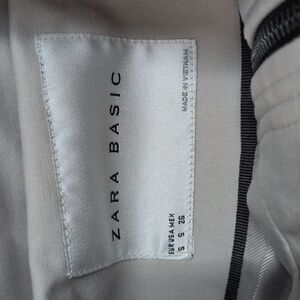 ZARA BASIC
EUR USA MEX
S S 26
MADE IN VIETNAM